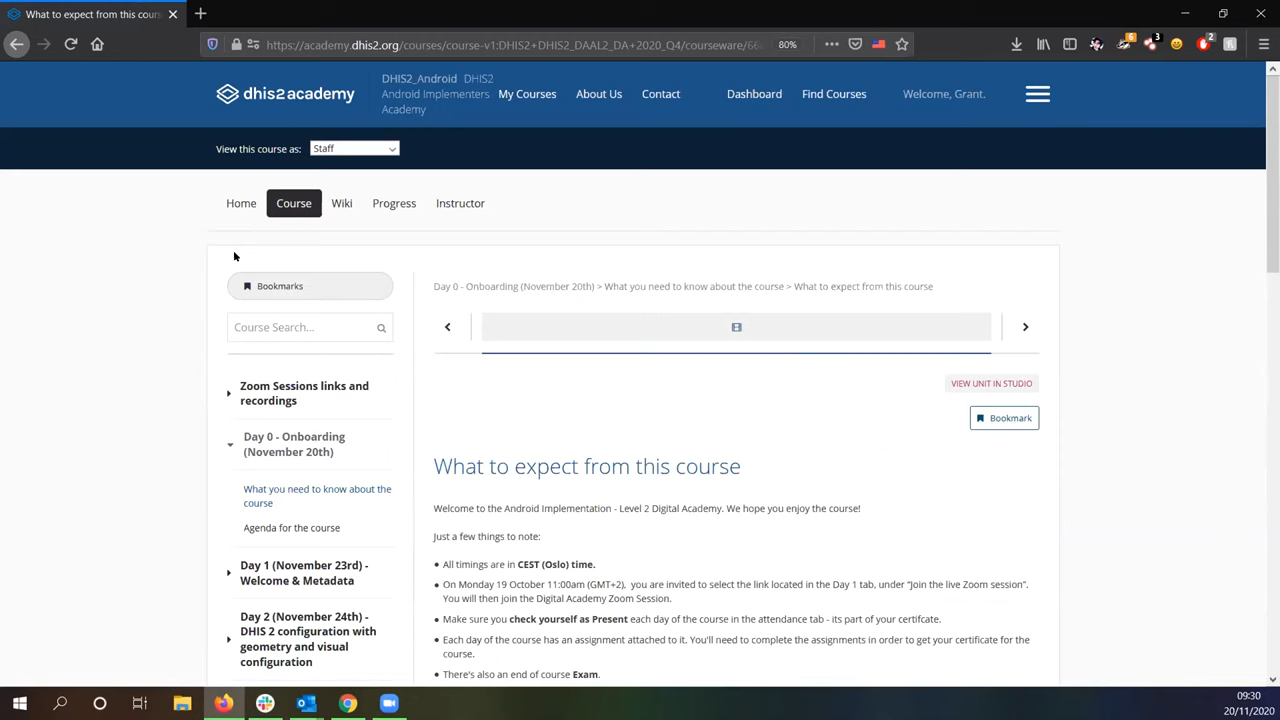 What to expect from this cours
https://academy.dhis2.org/courses/course-v1:DHIS2+DHIS2_DAAL2_DA+2020_Q4/courseware/66
80%
6
3
2
dhis2academy
DHIS2_Android DHIS2
Android Implementers
Academy
My Courses
About Us
Contact
Dashboard
Find Courses
Welcome, Grant.
View this course as:
Staff
Home
Course
Wiki
Progress
Instructor
Bookmarks
Course Search...
Zoom Sessions links and
recordings
Day 0 - Onboarding
(November 20th)
What you need to know about the
course
Agenda for the course
Day 1 (November 23rd) -
Welcome & Metadata
Day 2 (November 24th) -
DHIS 2 configuration with
geometry and visual
configuration
Day 0 - Onboarding (November 20th) > What you need to know about the course > What to expect from this course
VIEW UNIT IN STUDIO
Bookmark
What to expect from this course
Welcome to the Android Implementation - Level 2 Digital Academy. We hope you enjoy the course!
Just a few things to note:
• All timings are in CEST (Oslo) time.
• On Monday 19 October 11:00am (GMT+2), you are invited to select the link located in the Day 1 tab, under “Join the live Zoom session”.
You will then join the Digital Academy Zoom Session.
• Make sure you check yourself as Present each day of the course in the attendance tab - its part of your certifcate.
• Each day of the course has an assignment attached to it. You'll need to complete the assignments in order to get your certificate for the
course.
• There's also an end of course Exam.
09:30
20/11/2020